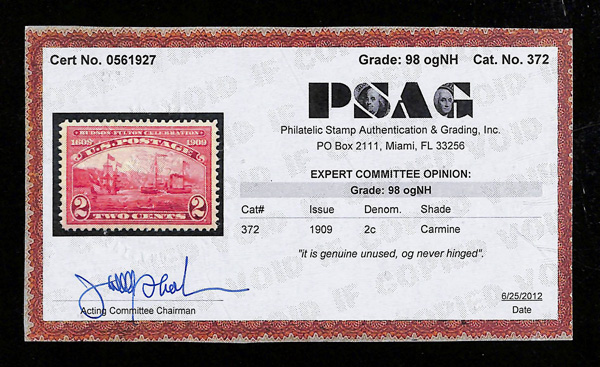 Cert No. 0561927 Grade: 98 ogNH Cat. No. 372
PSAG
Philatelic Stamp Authentication & Grading, Inc.
PO Box 2111, Miami, FL 33256
HUDSON-FULTON CELEBRATION
1609 1909
U.S. POSTAGE
2 TWO CENTS 2
EXPERT COMMITTEE OPINION:
Grade: 98 ogNH
Cat# Issue Denom. Shade
372 1909 2c Carmine
"it is genuine unused, og never hinged".
Acting Committee Chairman
6/25/2012
Date
VOID IF COPIED